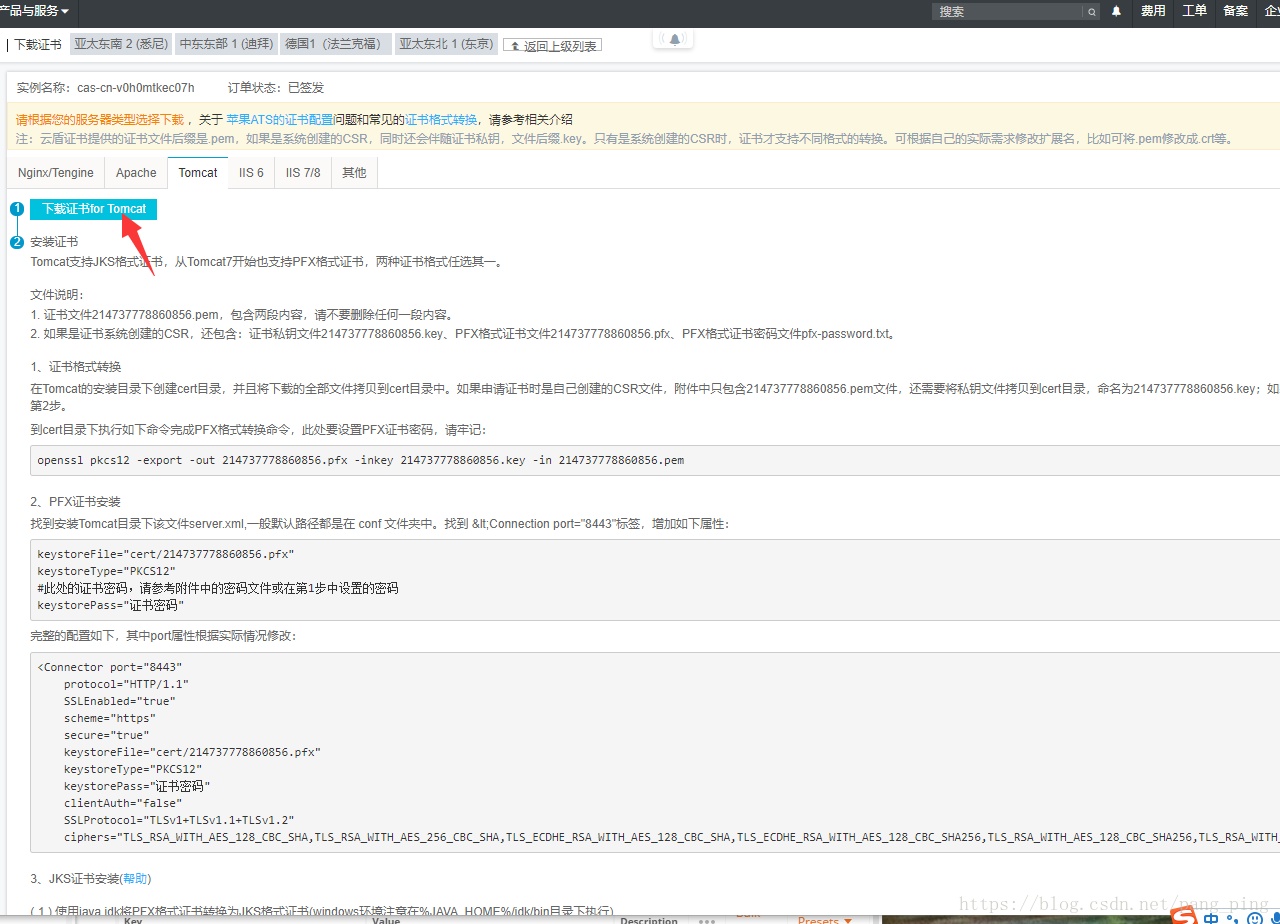 产品与服务
搜索
费用 工单 备案
下载证书 亚太东南 2 (悉尼) 中东东部 1 (迪拜) 德国1 (法兰克福) 亚太东北 1 (东京) 返回上级列表
实例名称: cas-cn-v0h0mtkec07h 订单状态: 已签发
请根据您的服务器类型选择下载 ，关于 苹果ATS的证书配置问题和常见的证书格式转换，请参考相关介绍
注：云盾证书提供的证书文件后缀是.pem，如果是系统创建的CSR，同时还会伴随证书私钥，文件后缀.key。只有是系统创建的CSR时，证书才支持不同格式的转换。可根据自己的实际需求修改扩展名，比如可将.pem修改成.crt等。
Nginx/Tengine Apache Tomcat IIS 6 IIS 7/8 其他
1 下载证书for Tomcat
2 安装证书
Tomcat支持JKS格式证书，从Tomcat7开始也支持PFX格式证书，两种证书格式任选其一。
文件说明：
1. 证书文件214737778860856.pem，包含两段内容，请不要删除任何一段内容。
2. 如果是证书系统创建的CSR，还包含：证书私钥文件214737778860856.key、PFX格式证书文件214737778860856.pfx、PFX格式证书密码文件pfx-password.txt。
1、证书格式转换
在Tomcat的安装目录下创建cert目录，并且将下载的全部文件拷贝到cert目录中。如果申请证书时是自己创建的CSR文件，附件中只包含214737778860856.pem文件，还需要将私钥文件拷贝到cert目录，命名为214737778860856.key；如
第2步。
到cert目录下执行如下命令完成PFX格式转换命令，此处要设置PFX证书密码，请牢记：
openssl pkcs12 -export -out 214737778860856.pfx -inkey 214737778860856.key -in 214737778860856.pem
2、PFX证书安装
找到安装Tomcat目录下该文件server.xml,一般默认路径都是在 conf 文件夹中。找到 &lt;Connection port="8443"标签，增加如下属性：
keystoreFile="cert/214737778860856.pfx"
keystoreType="PKCS12"
#此处的证书密码，请参考附件中的密码文件或在第1步中设置的密码
keystorePass="证书密码"
完整的配置如下，其中port属性根据实际情况修改：
<Connector port="8443"
protocol="HTTP/1.1"
SSLEnabled="true"
scheme="https"
secure="true"
keystoreFile="cert/214737778860856.pfx"
keystoreType="PKCS12"
keystorePass="证书密码"
clientAuth="false"
SSLProtocol="TLSv1+TLSv1.1+TLSv1.2"
ciphers="TLS_RSA_WITH_AES_128_CBC_SHA,TLS_RSA_WITH_AES_256_CBC_SHA,TLS_ECDHE_RSA_WITH_AES_128_CBC_SHA,TLS_ECDHE_RSA_WITH_AES_128_CBC_SHA256,TLS_RSA_WITH_AES_128_CBC_SHA256,TLS_RSA_WITH_
3、JKS证书安装(帮助)
( 1 ) 使用java jdk将PFX格式证书转换为JKS格式证书(windows环境注意在%JAVA_HOME%/jdk/bin目录下执行)
https://blog.csdn.net/pang_ping
Key Value Description Presets
中